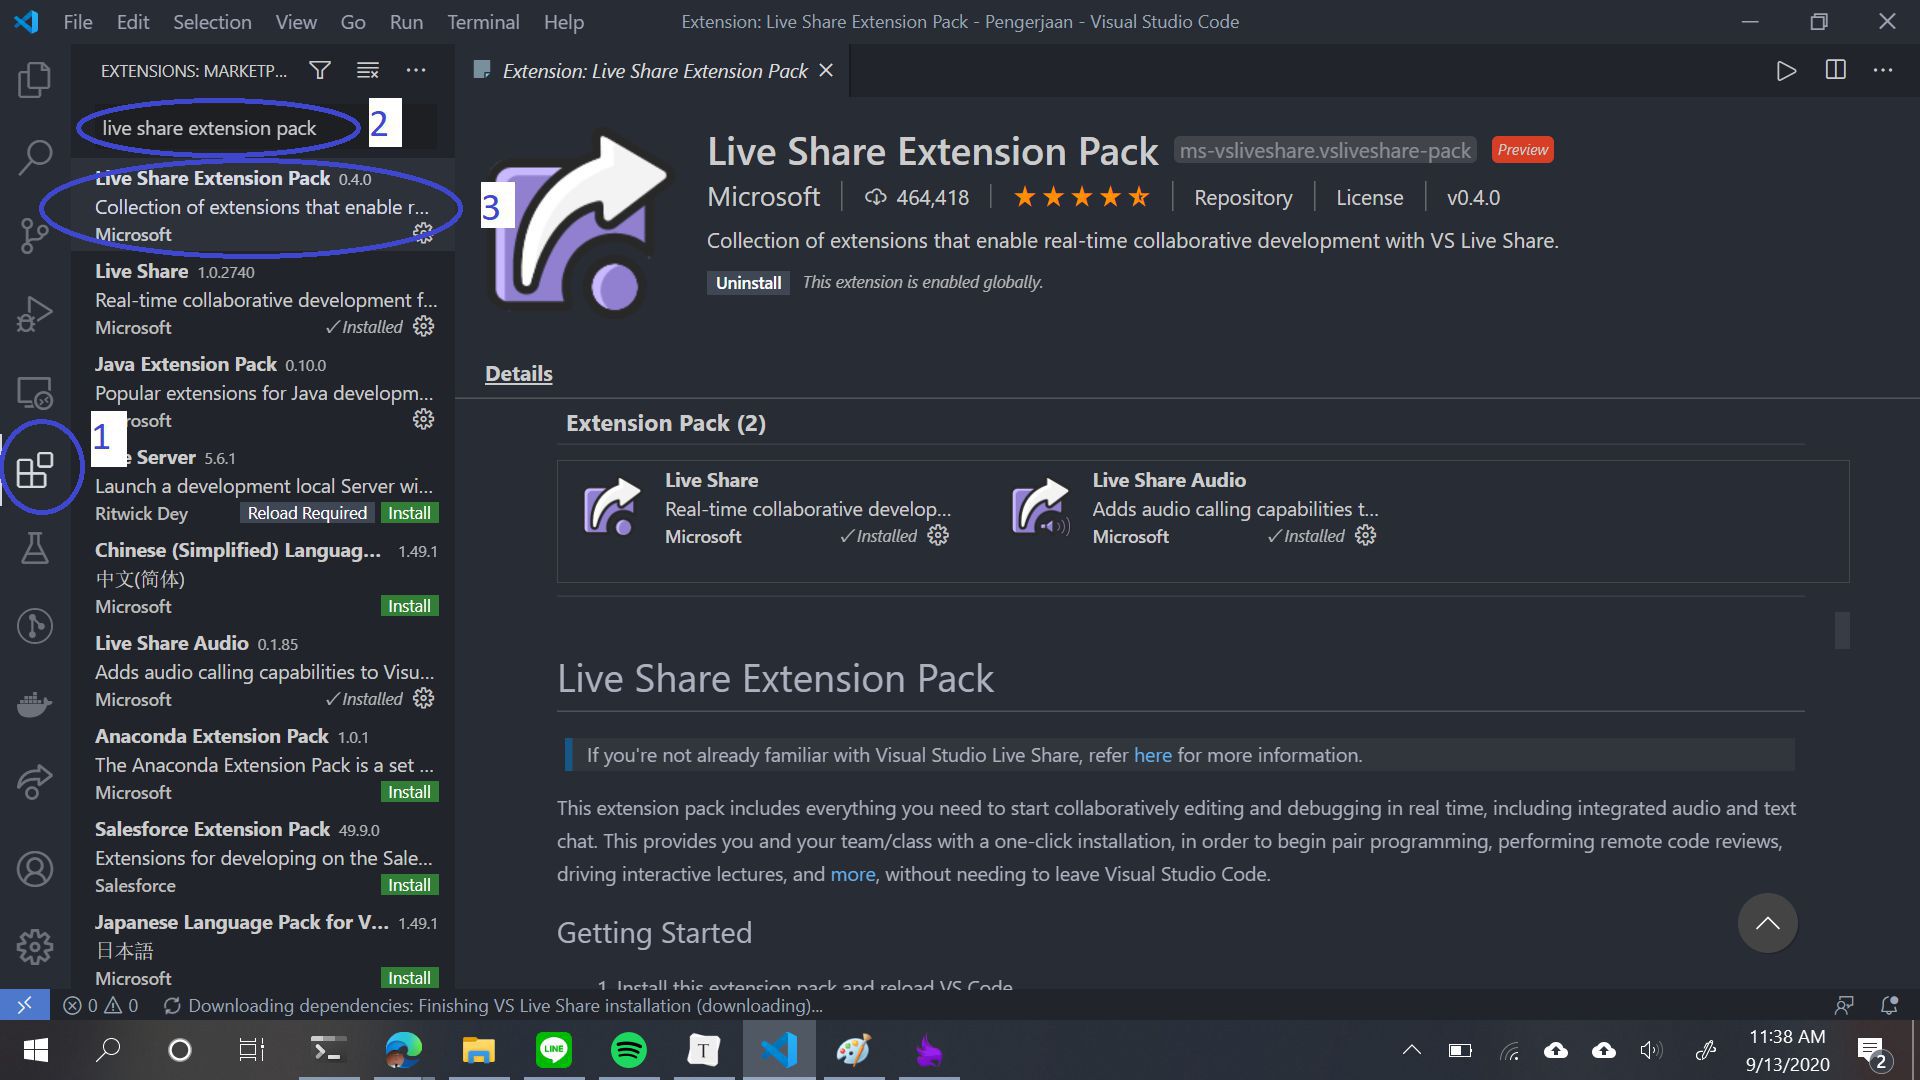 File Edit Selection View Go Run Terminal Help
Extension: Live Share Extension Pack - Pengerjaan - Visual Studio Code
EXTENSIONS: MARKETP...
live share extension pack
2
Live Share Extension Pack 0.4.0
Collection of extensions that enable r...
Microsoft
3
Live Share 1.0.2740
Real-time collaborative development f...
Microsoft ✓Installed
Java Extension Pack 0.10.0
Popular extensions for Java developm...
rosoft
1
e Server 5.6.1
Launch a development local Server wi...
Ritwick Dey Reload Required Install
Chinese (Simplified) Languag... 1.49.1
中文(简体)
Microsoft Install
Live Share Audio 0.1.85
Adds audio calling capabilities to Visu...
Microsoft ✓Installed
Anaconda Extension Pack 1.0.1
The Anaconda Extension Pack is a set ...
Microsoft Install
Salesforce Extension Pack 49.9.0
Extensions for developing on the Sale...
Salesforce Install
Japanese Language Pack for V... 1.49.1
日本語
Microsoft Install
Extension: Live Share Extension Pack
Live Share Extension Pack ms-vsliveshare.vsliveshare-pack Preview
Microsoft 464,418 Repository License v0.4.0
Collection of extensions that enable real-time collaborative development with VS Live Share.
Uninstall This extension is enabled globally.
Details
Extension Pack (2)
Live Share
Real-time collaborative develop...
Microsoft ✓Installed
Live Share Audio
Adds audio calling capabilities t...
Microsoft ✓Installed
Live Share Extension Pack
If you're not already familiar with Visual Studio Live Share, refer here for more information.
This extension pack includes everything you need to start collaboratively editing and debugging in real time, including integrated audio and text
chat. This provides you and your team/class with a one-click installation, in order to begin pair programming, performing remote code reviews,
driving interactive lectures, and more, without needing to leave Visual Studio Code.
Getting Started
1. Install this extension pack and reload VS Code
0 0 Downloading dependencies: Finishing VS Live Share installation (downloading)...
LINE
T
11:38 AM
9/13/2020
2